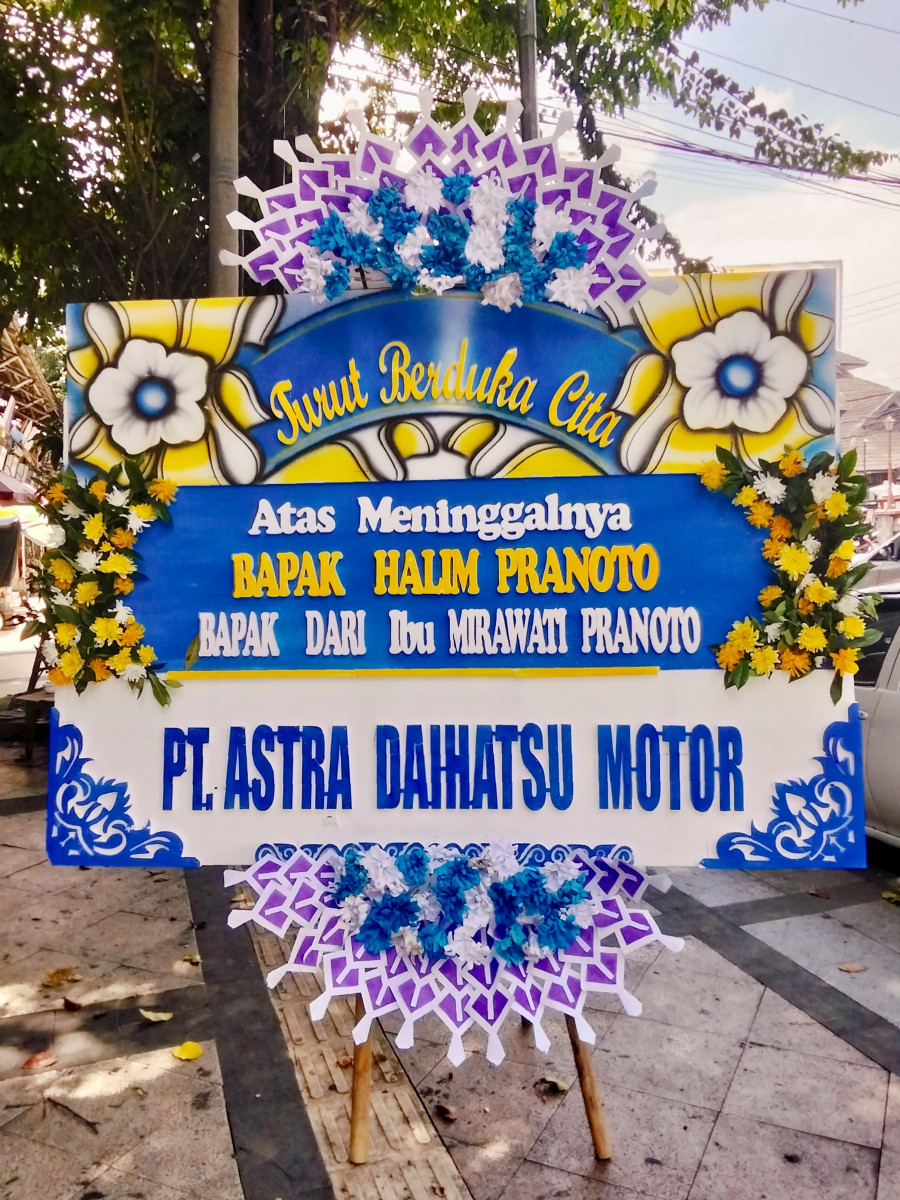 Turut Berduka Cita
Atas Meninggalnya
BAPAK HALIM PRANOTO
BAPAK DARI Ibu MIRAWATI PRANOTO
PT. ASTRA DAIHATSU MOTOR